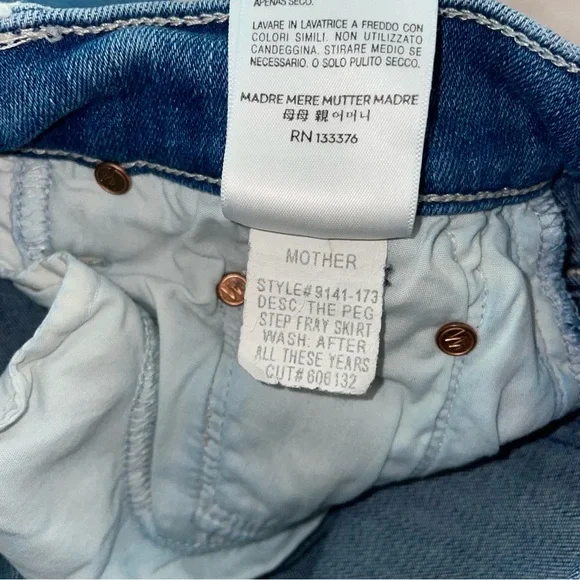 APENAS SECO.
LAVARE IN LAVATRICE A FREDDO CON
COLORI SIMILI. NON UTILIZZATO
CANDEGGINA. STIRARE MEDIO SE
NECESSARIO. O SOLO PULITO SECCO.
MADRE MERE MUTTER MADRE
母母 親 어머니
RN 133376
MOTHER
STYLE# 9141-173
DESC: THE PEG
STEP FRAY SKIRT
WASH: AFTER
ALL THESE YEARS
CUT# 606132